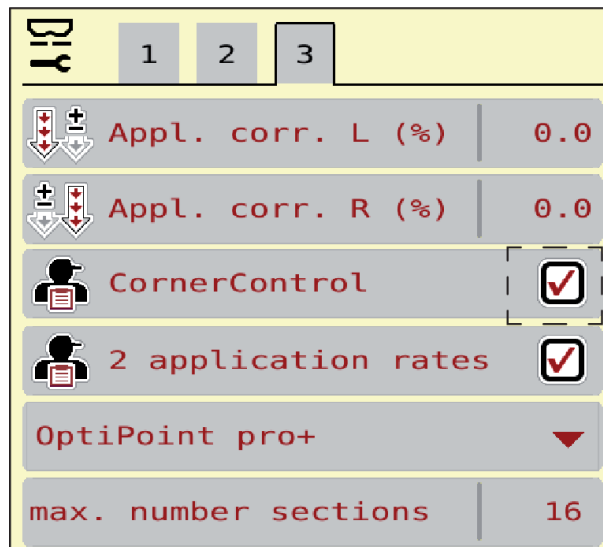 1 2 3
Appl. corr. L (%) 0.0
Appl. corr. R (%) 0.0
CornerControl
2 application rates
OptiPoint pro+
max. number sections 16